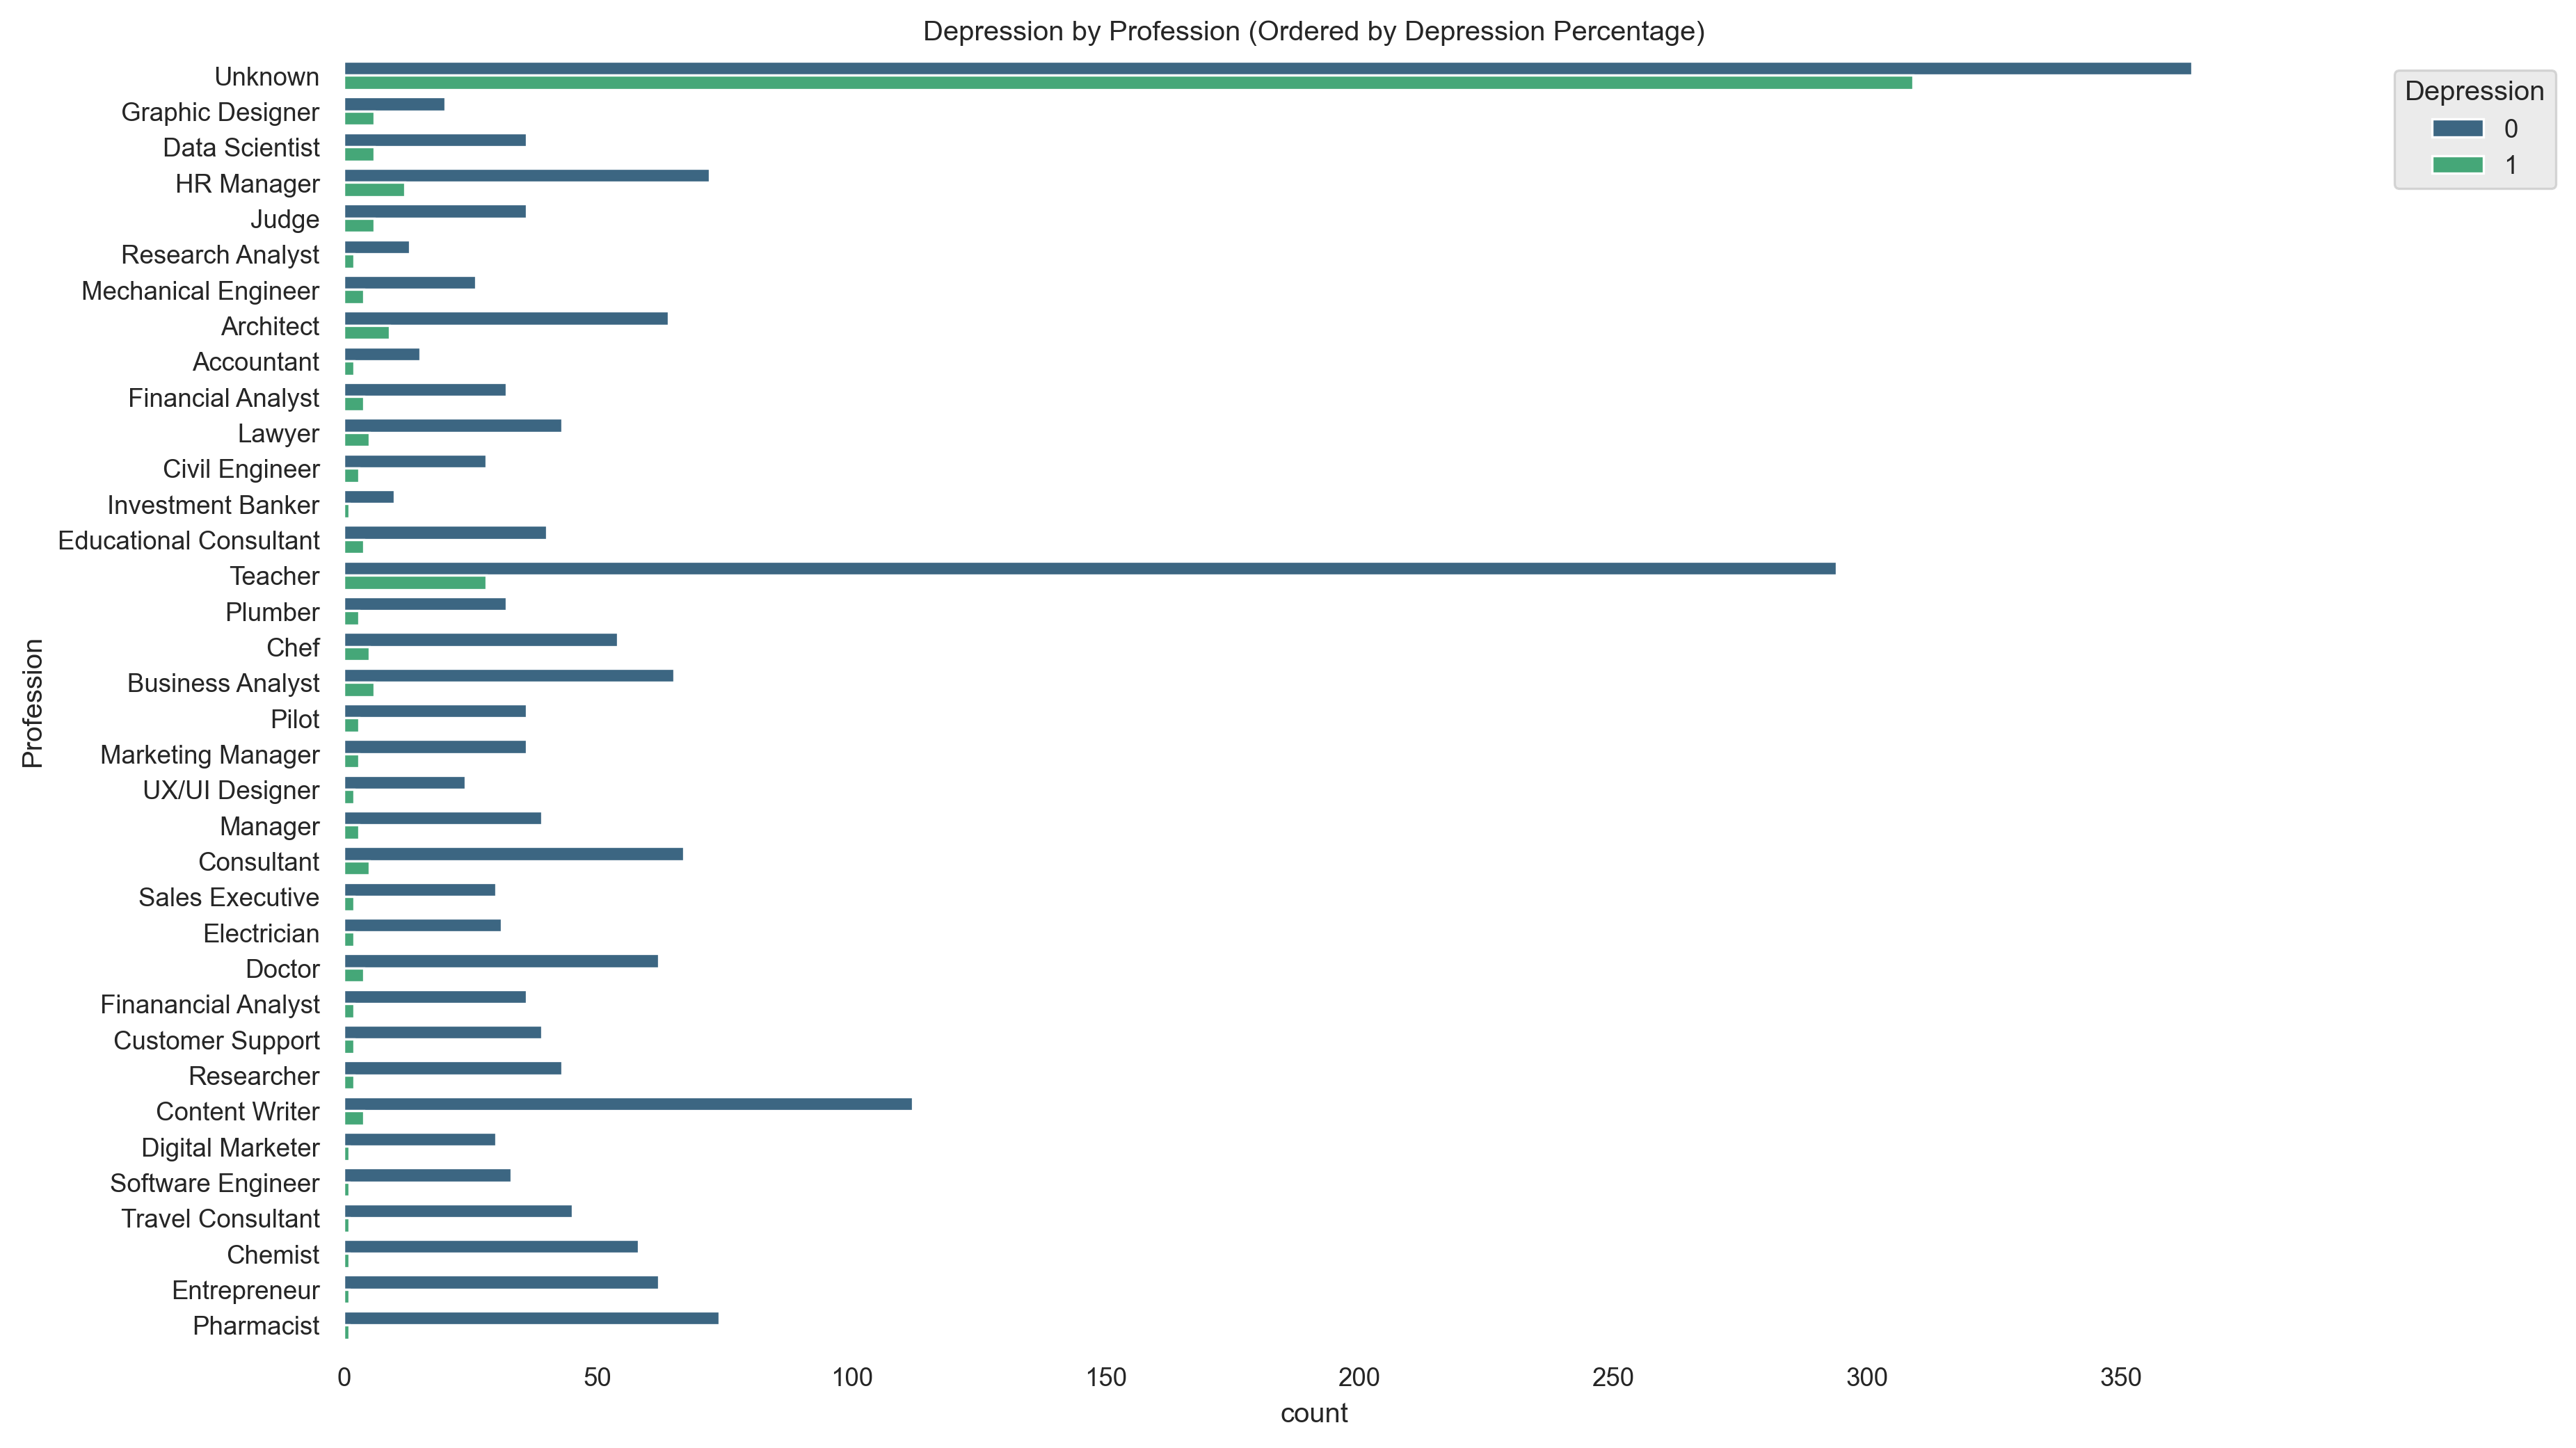 Depression by Profession (Ordered by Depression Percentage)
Depression
0
1
Profession
Unknown
Graphic Designer
Data Scientist
HR Manager
Judge
Research Analyst
Mechanical Engineer
Architect
Accountant
Financial Analyst
Lawyer
Civil Engineer
Investment Banker
Educational Consultant
Teacher
Plumber
Chef
Business Analyst
Pilot
Marketing Manager
UX/UI Designer
Manager
Consultant
Sales Executive
Electrician
Doctor
Finanancial Analyst
Customer Support
Researcher
Content Writer
Digital Marketer
Software Engineer
Travel Consultant
Chemist
Entrepreneur
Pharmacist
0 50 100 150 200 250 300 350
count